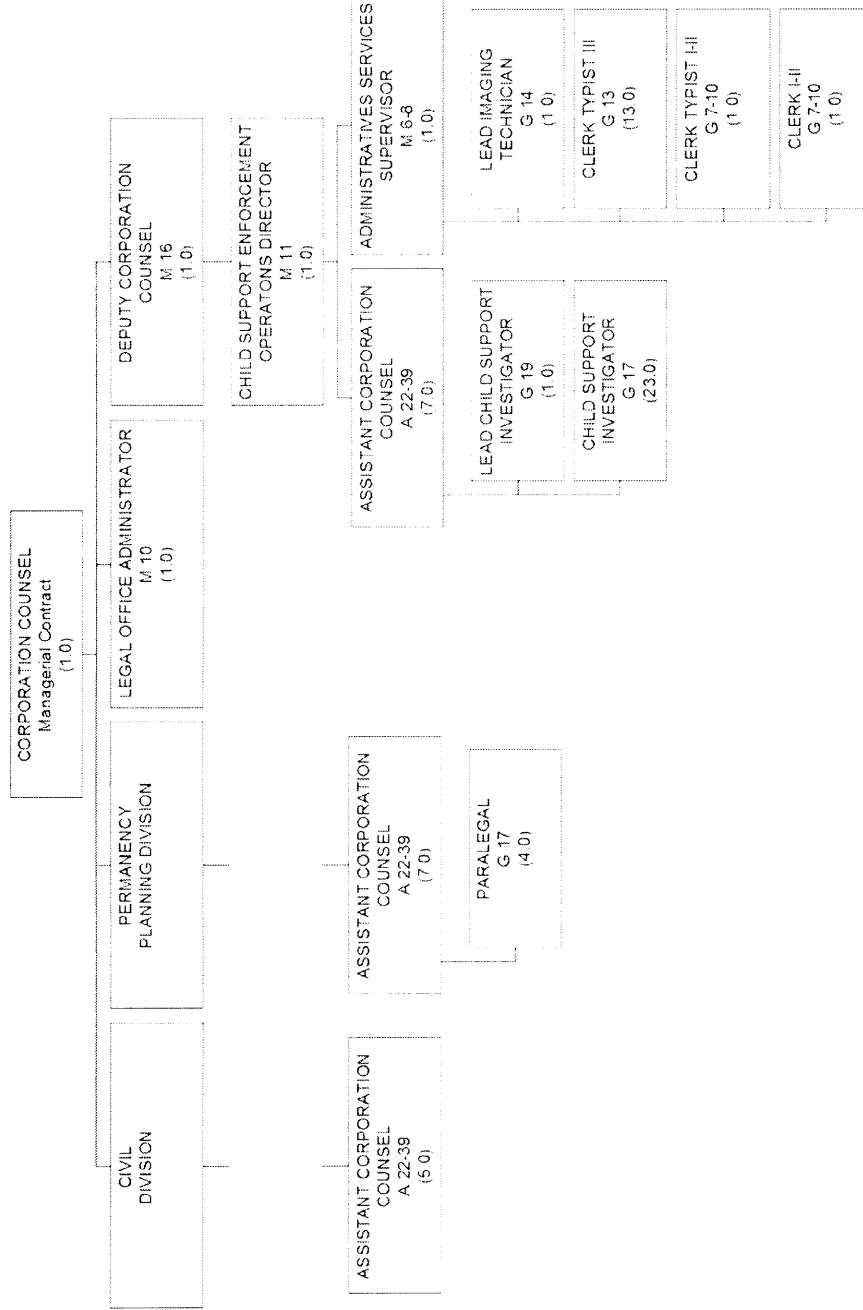 CORPORATION COUNSEL
Managerial Contract
(1.0)
CIVIL
DIVISION
PERMANENCY
PLANNING DIVISION
LEGAL OFFICE ADMINISTRATOR
M 10
(1.0)
DEPUTY CORPORATION
COUNSEL
M 16
(1.0)
CHILD SUPPORT ENFORCEMENT
OPERATONS DIRECTOR
M 11
(1.0)
ASSISTANT CORPORATION
COUNSEL
A 22-39
(5.0)
ASSISTANT CORPORATION
COUNSEL
A 22-39
(7.0)
PARALEGAL
G 17
(4.0)
ASSISTANT CORPORATION
COUNSEL
A 22-39
(7.0)
LEAD CHILD SUPPORT
INVESTIGATOR
G 19
(1.0)
CHILD SUPPORT
INVESTIGATOR
G 17
(23.0)
ADMINISTRATIVES SERVICES
SUPERVISOR
M 6-8
(1.0)
LEAD IMAGING
TECHNICIAN
G 14
(1.0)
CLERK TYPIST III
G 13
(13.0)
CLERK TYPIST I-II
G 7-10
(1.0)
CLERK I-II
G 7-10
(1.0)